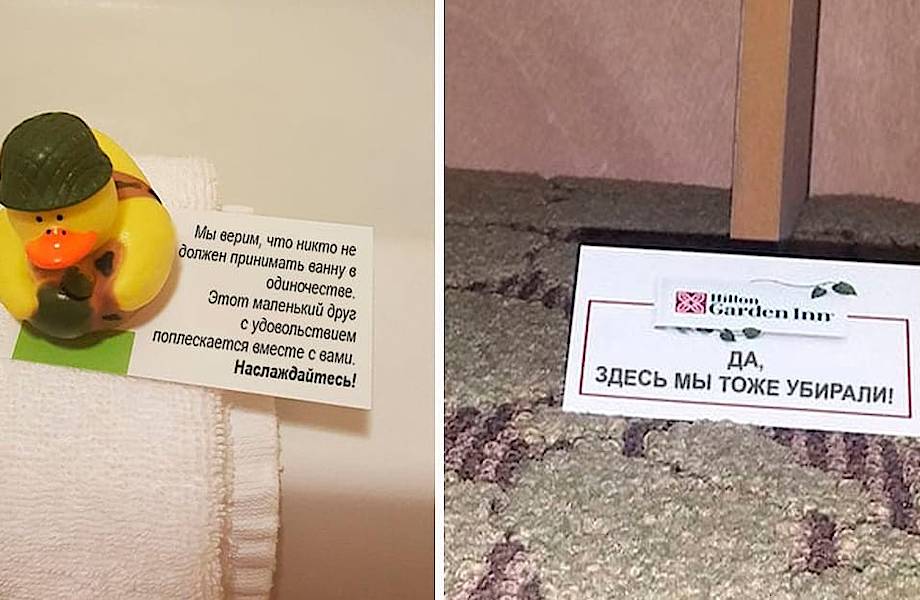 Мы верим, что никто не
должен принимать ванну в
одиночестве.
Этот маленький друг
с удовольствием
поплескается вместе с вами.
Наслаждайтесь!
Hilton
Garden Inn
ДА,
ЗДЕСЬ МЫ ТОЖЕ УБИРАЛИ!